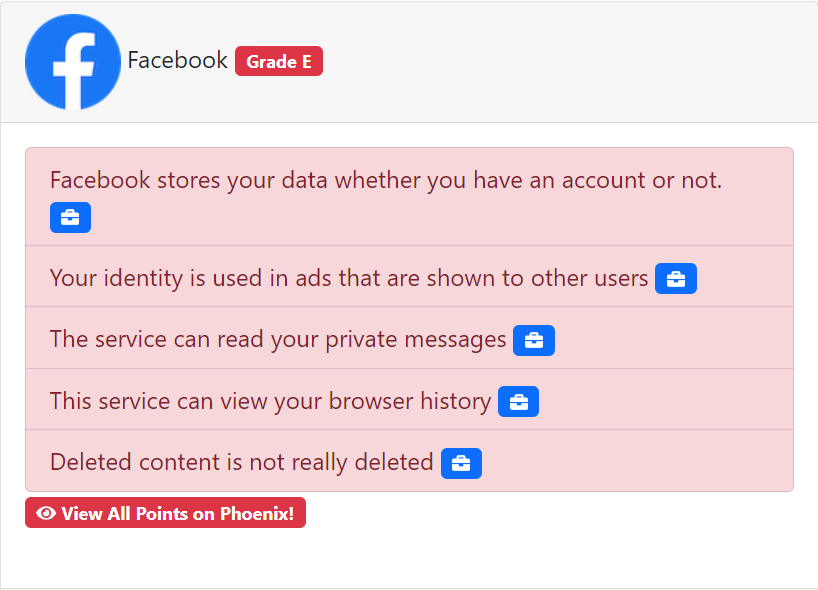 Facebook Grade E
Facebook stores your data whether you have an account or not.
Your identity is used in ads that are shown to other users
The service can read your private messages
This service can view your browser history
Deleted content is not really deleted
View All Points on Phoenix!